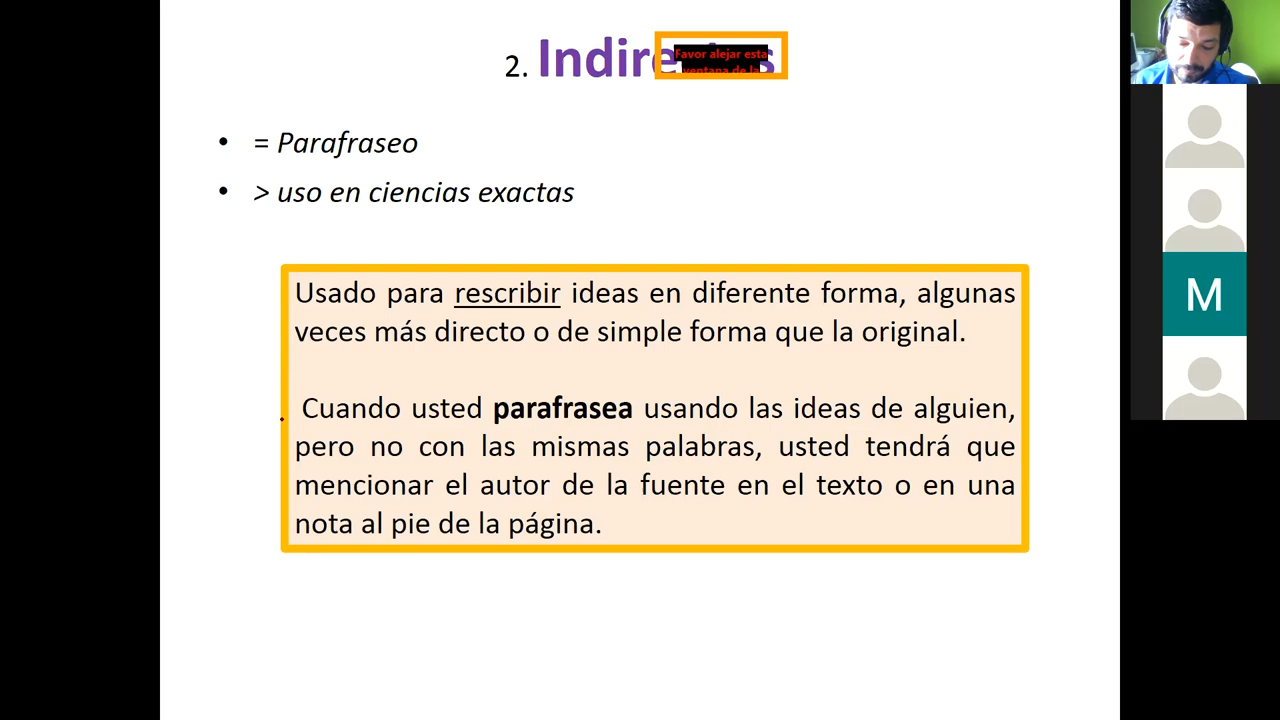 2. Indire s
Favor alejar esta
ventana de la
• = Parafraseo
• > uso en ciencias exactas
Usado para rescribir ideas en diferente forma, algunas
veces más directo o de simple forma que la original.
Cuando usted parafrasea usando las ideas de alguien,
pero no con las mismas palabras, usted tendrá que
mencionar el autor de la fuente en el texto o en una
nota al pie de la página.
M